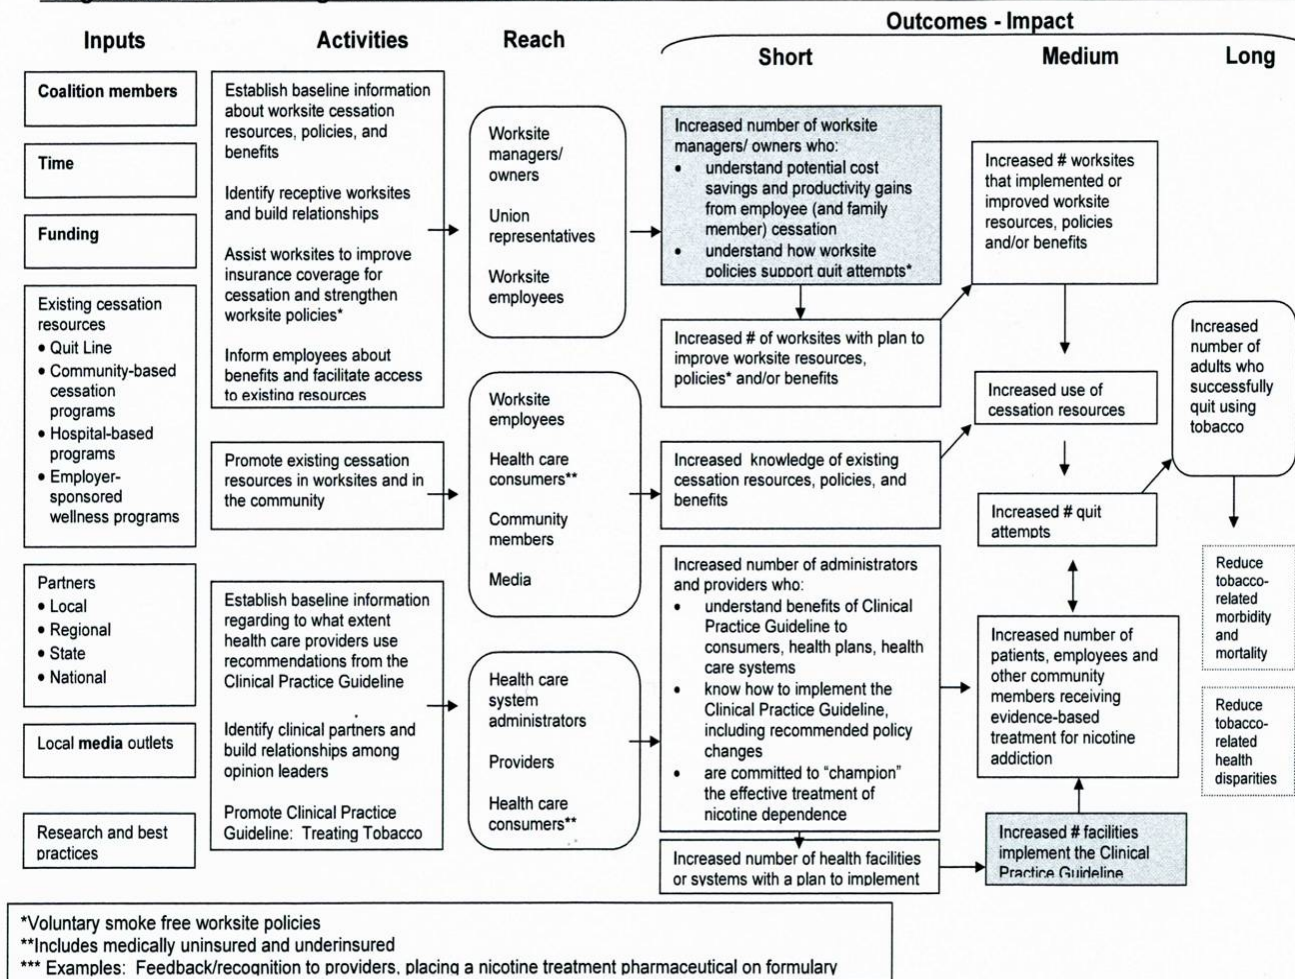 Outcomes - Impact
Inputs
Activities
Reach
Short
Medium
Long
Coalition members
Time
Funding
Existing cessation
resources
• Quit Line
• Community-based
cessation
programs
• Hospital-based
programs
• Employer-
sponsored
wellness programs
Partners
• Local
• Regional
• State
• National
Local media outlets
Research and best
practices
Establish baseline information
about worksite cessation
resources, policies, and
benefits
Identify receptive worksites
and build relationships
Assist worksites to improve
insurance coverage for
cessation and strengthen
worksite policies*
Inform employees about
benefits and facilitate access
to existing resources
Promote existing cessation
resources in worksites and in
the community
Establish baseline information
regarding to what extent
health care providers use
recommendations from the
Clinical Practice Guideline
Identify clinical partners and
build relationships among
opinion leaders
Promote Clinical Practice
Guideline: Treating Tobacco
Worksite
managers/
owners
Union
representatives
Worksite
employees
Worksite
employees
Health care
consumers**
Community
members
Media
Health care
system
administrators
Providers
Health care
consumers**
Increased number of worksite
managers/ owners who:
• understand potential cost
savings and productivity gains
from employee (and family
member) cessation
• understand how worksite
policies support quit attempts*
Increased # of worksites with plan to
improve worksite resources,
policies* and/or benefits
Increased knowledge of existing
cessation resources, policies, and
benefits
Increased number of administrators
and providers who:
• understand benefits of Clinical
Practice Guideline to
consumers, health plans, health
care systems
• know how to implement the
Clinical Practice Guideline,
including recommended policy
changes
• are committed to “champion”
the effective treatment of
nicotine dependence
Increased number of health facilities
or systems with a plan to implement
Increased # worksites
that implemented or
improved worksite
resources, policies
and/or benefits
Increased use of
cessation resources
Increased # quit
attempts
Increased number of
patients, employees and
other community
members receiving
evidence-based
treatment for nicotine
addiction
Increased # facilities
implement the Clinical
Practice Guideline
Increased
number of
adults who
successfully
quit using
tobacco
Reduce
tobacco-
related
morbidity
and
mortality
Reduce
tobacco-
related
health
disparities
*Voluntary smoke free worksite policies
**Includes medically uninsured and underinsured
*** Examples: Feedback/recognition to providers, placing a nicotine treatment pharmaceutical on formulary